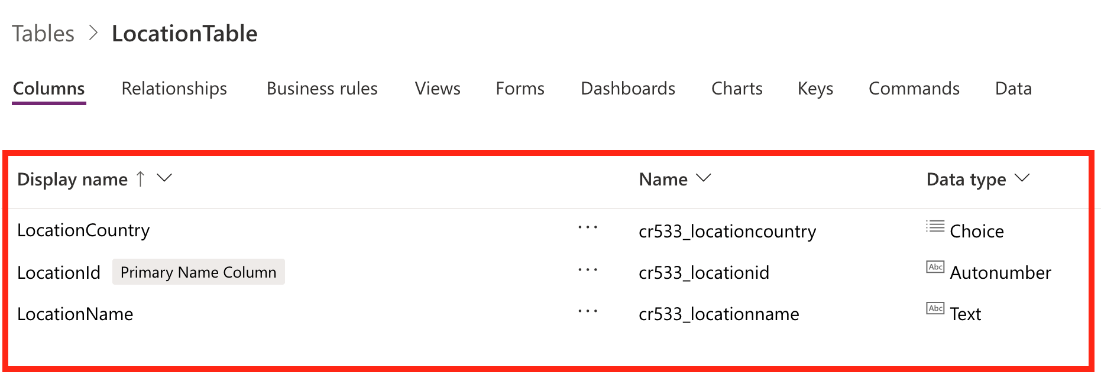 Tables > LocationTable
Columns Relationships Business rules Views Forms Dashboards Charts Keys Commands Data
Display name ↑ Name Data type
LocationCountry ... cr533_locationcountry Choice
LocationId Primary Name Column ... cr533_locationid Abc Autonumber
LocationName ... cr533_locationname Abc Text